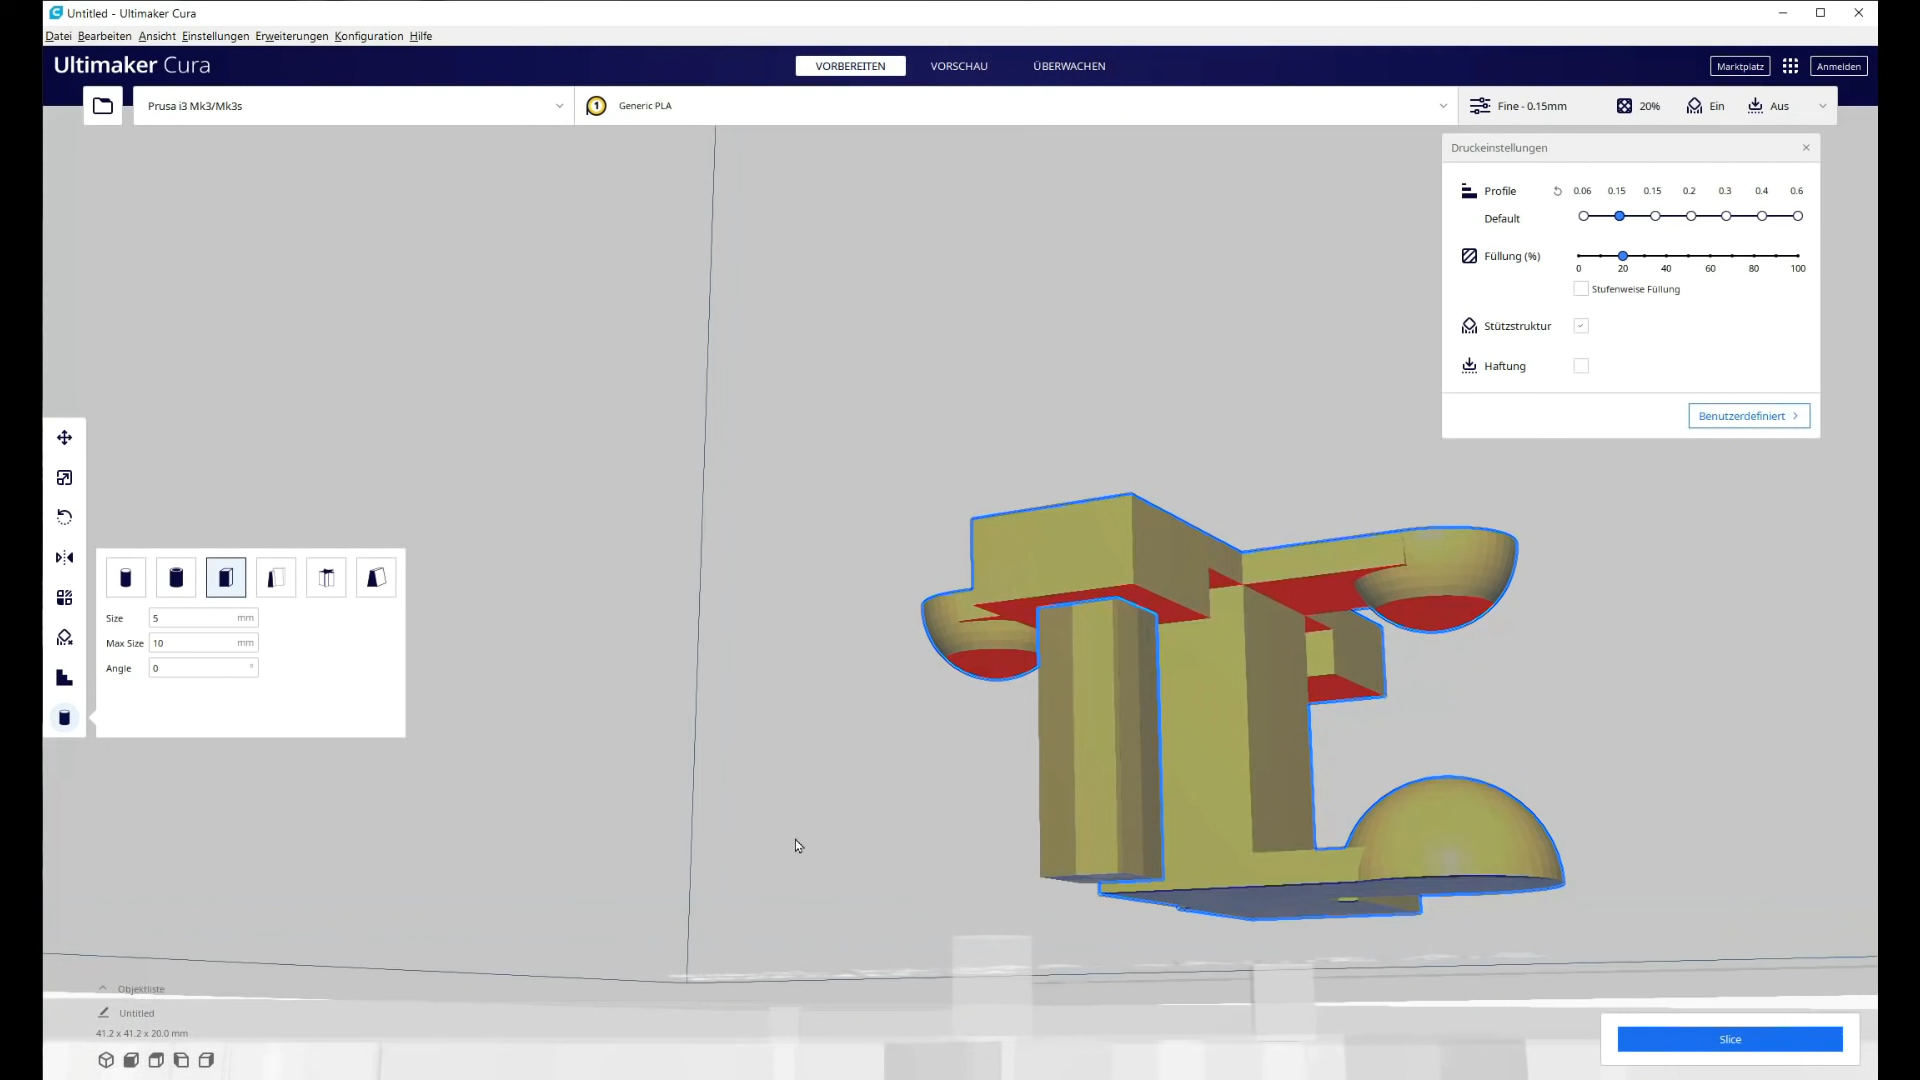 Untitled - Ultimaker Cura
Datei Bearbeiten Ansicht Einstellungen Erweiterungen Konfiguration Hilfe
Ultimaker Cura
VORBEREITEN VORSCHAU ÜBERWACHEN
Marktplatz Anmelden
Prusa i3 Mk3/Mk3s
1 Generic PLA
Fine - 0.15mm 20% Ein Aus
Druckeinstellungen
Profile 0.06 0.15 0.15 0.2 0.3 0.4 0.6
Default
Füllung (%)
0 20 40 60 80 100
Stufenweise Füllung
Stützstruktur
Haftung
Benutzerdefiniert
Size 5 mm
Max Size 10 mm
Angle 0 °
Objektliste
Untitled
41.2 x 41.2 x 20.0 mm
Slice